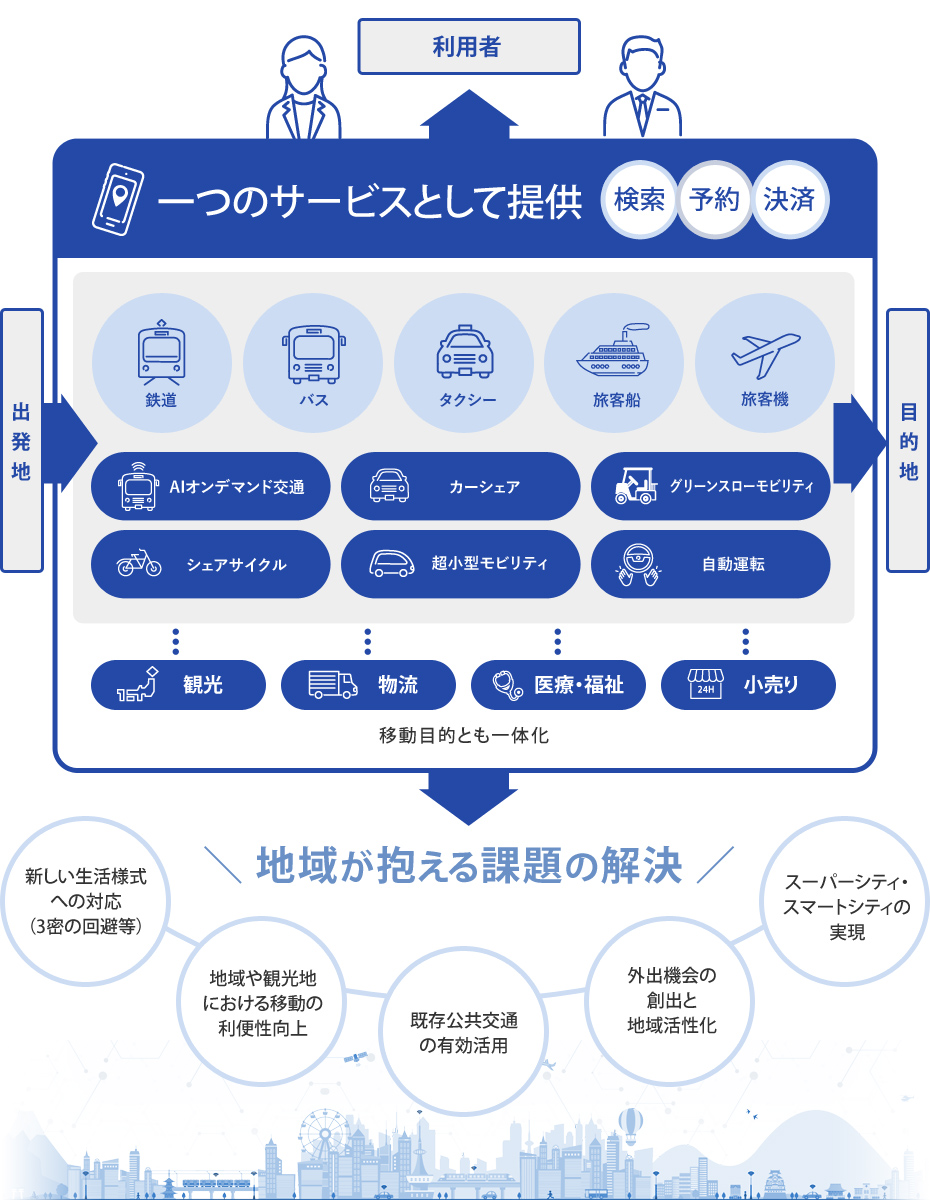 利用者
一つのサービスとして提供
検索
予約
決済
出発地
目的地
鉄道
バス
タクシー
旅客船
旅客機
AIオンデマンド交通
カーシェア
グリーンスローモビリティ
シェアサイクル
超小型モビリティ
自動運転
観光
物流
医療・福祉
24H
小売り
移動目的とも一体化
地域が抱える課題の解決
新しい生活様式
への対応
（3密の回避等）
地域や観光地
における移動の
利便性向上
既存公共交通
の有効活用
外出機会の
創出と
地域活性化
スーパーシティ・
スマートシティの
実現